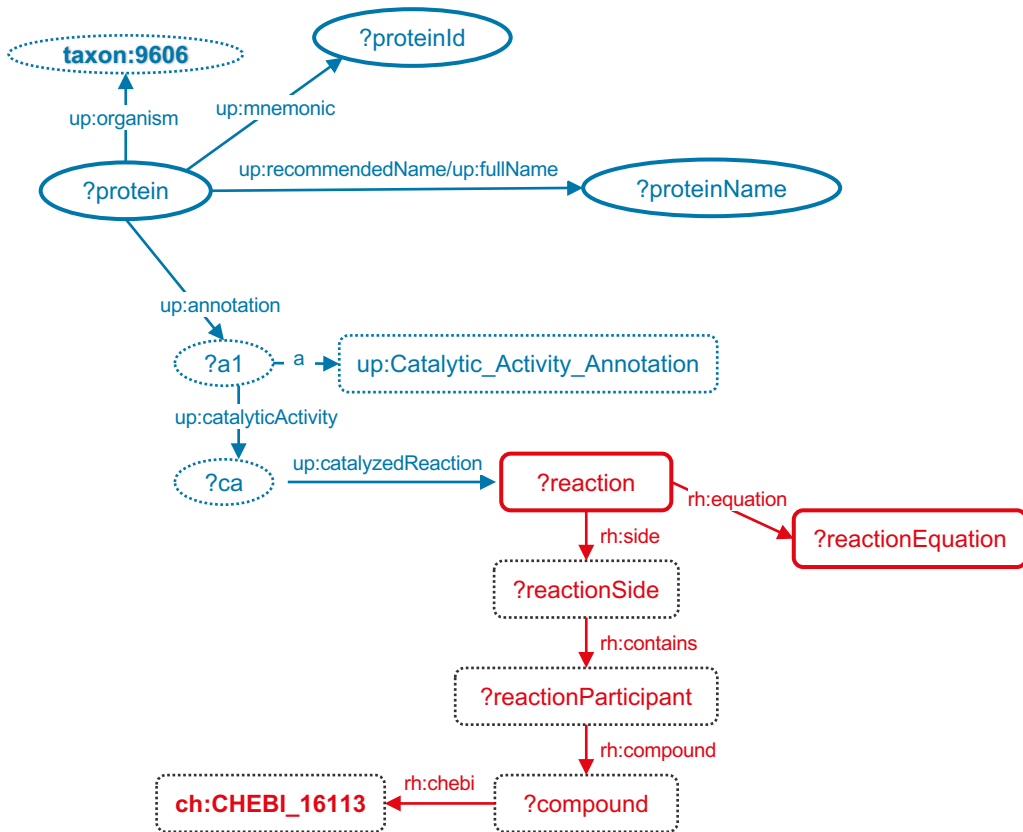 ?proteinId
taxon:9606
up:mnemonic
up:organism
up:recommendedName/up:fullName
?protein
?proteinName
up:annotation
?a1
a
up:Catalytic_Activity_Annotation
up:catalyticActivity
up:catalyzedReaction
?ca
?reaction
rh:equation
rh:side
?reactionEquation
?reactionSide
rh:contains
?reactionParticipant
rh:compound
rh:chebi
ch:CHEBI_16113
?compound